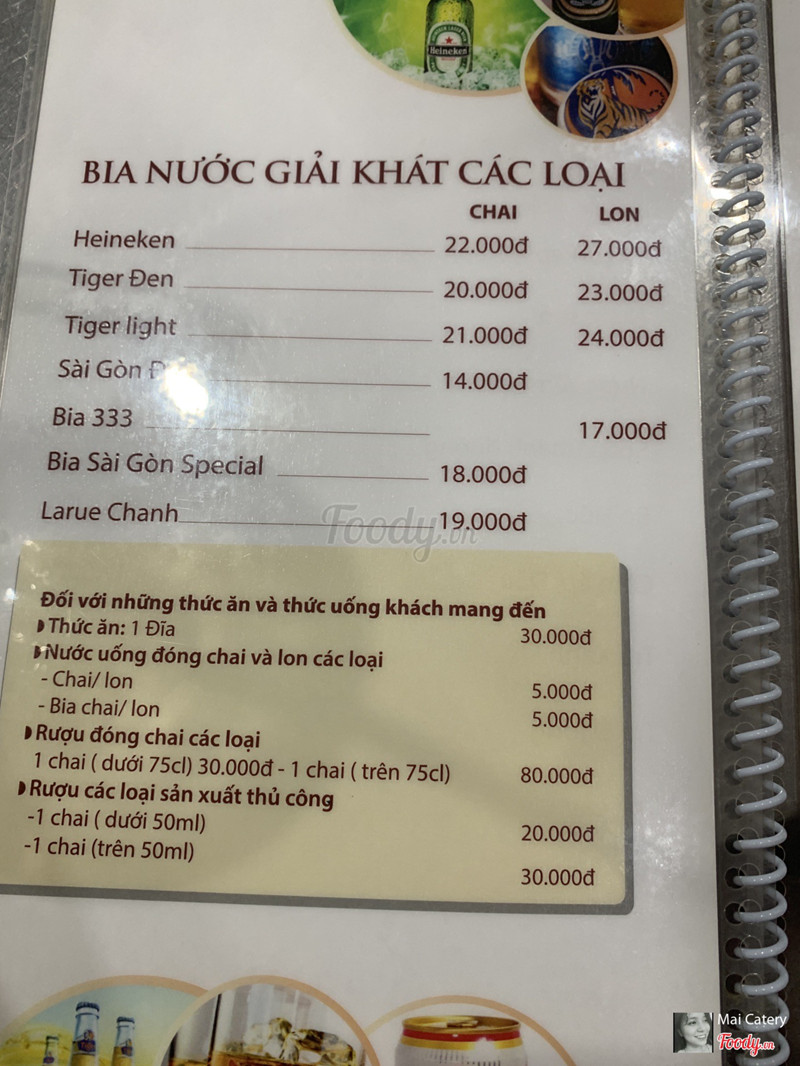 Heineken
BIA NƯỚC GIẢI KHÁT CÁC LOẠI
CHAI LON
Heineken 22.000đ 27.000đ
Tiger Đen 20.000đ 23.000đ
Tiger light 21.000đ 24.000đ
Sài Gòn 14.000đ
Bia 333 17.000đ
Bia Sài Gòn Special 18.000đ
Larue Chanh 19.000đ
Foody.vn
Đối với những thức ăn và thức uống khách mang đến
Thức ăn: 1 Đĩa 30.000đ
Nước uống đóng chai và lon các loại
- Chai/ lon 5.000đ
- Bia chai/ lon 5.000đ
Rượu đóng chai các loại
1 chai ( dưới 75cl) 30.000đ - 1 chai ( trên 75cl) 80.000đ
Rượu các loại sản xuất thủ công
-1 chai ( dưới 50ml) 20.000đ
-1 chai (trên 50ml) 30.000đ
Mai Catery
Foody.vn